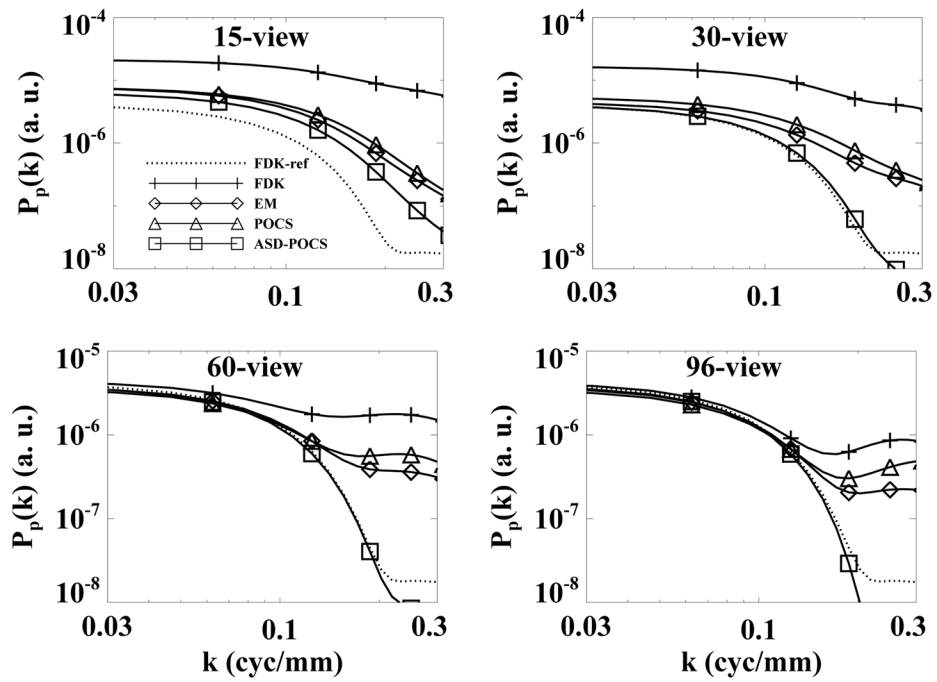 15-view
P_p(k) (a. u.)
10^-4
10^-6
10^-8
FDK-ref
FDK
EM
POCS
ASD-POCS
0.03
0.1
0.3
30-view
P_p(k) (a. u.)
10^-4
10^-6
10^-8
0.03
0.1
0.3
60-view
P_p(k) (a. u.)
10^-5
10^-6
10^-7
10^-8
0.03
0.1
0.3
k (cyc/mm)
96-view
P_p(k) (a. u.)
10^-5
10^-6
10^-7
10^-8
0.03
0.1
0.3
k (cyc/mm)